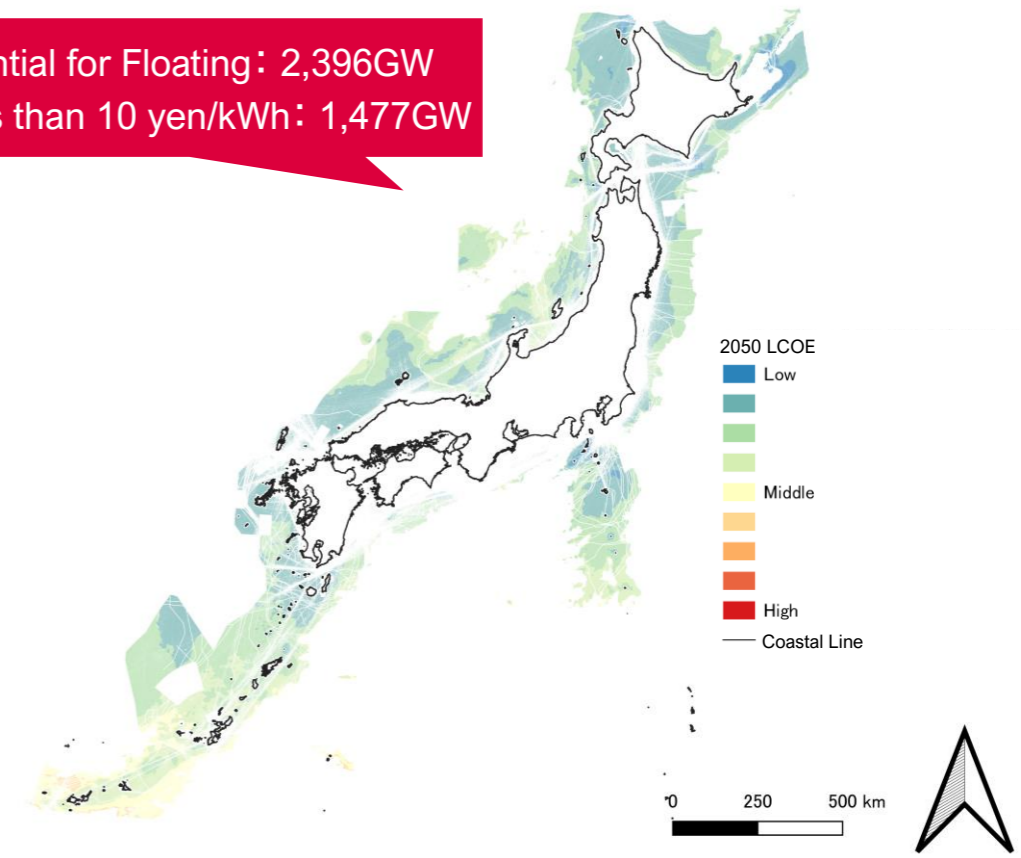 ntial for Floating：2,396GW
s than 10 yen/kWh：1,477GW
2050 LCOE
Low
Middle
High
Coastal Line
0 250 500 km